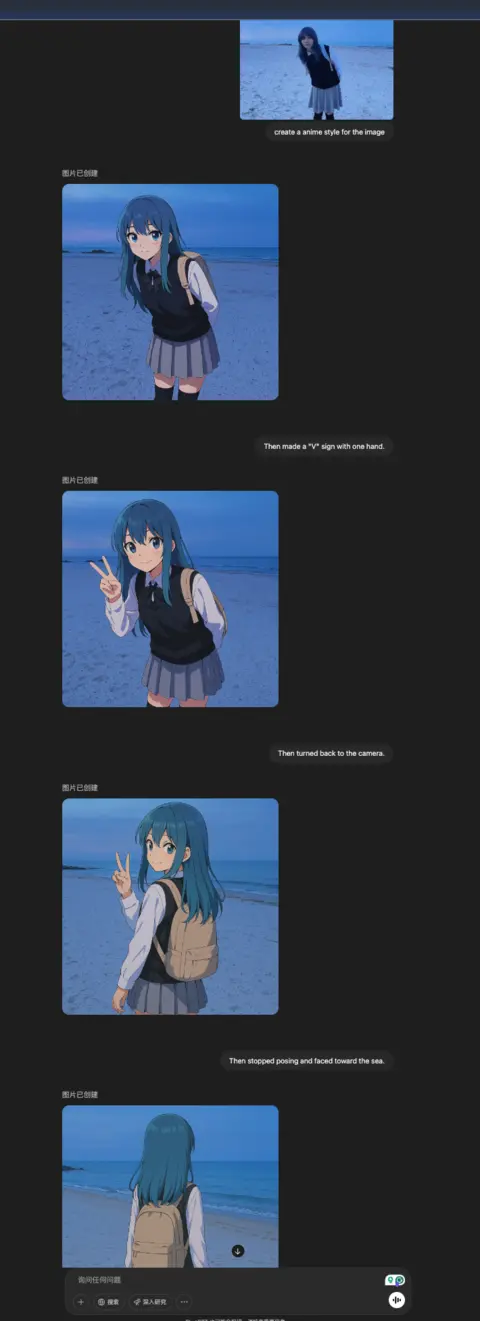 create a anime style for the image
图片已创建
Then made a "V" sign with one hand.
图片已创建
Then turned back to the camera.
图片已创建
Then stopped posing and faced toward the sea.
图片已创建
询问任何问题
搜索
深入研究